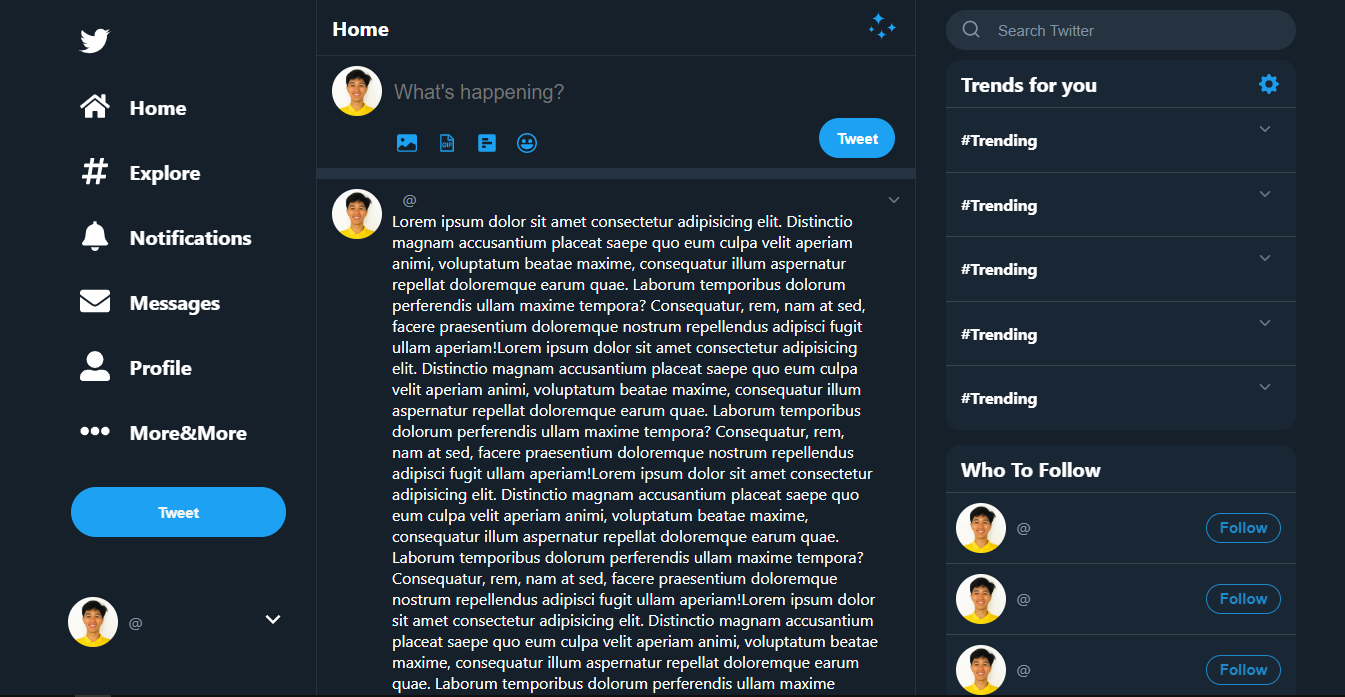 Home
Explore
Notifications
Messages
Profile
More&More
Tweet
@
Home
What's happening?
GIF
Tweet
@
Lorem ipsum dolor sit amet consectetur adipisicing elit. Distinctio
magnam accusantium placeat saepe quo eum culpa velit aperiam
animi, voluptatum beatae maxime, consequatur illum aspernatur
repellat doloremque earum quae. Laborum temporibus dolorum
perferendis ullam maxime tempora? Consequatur, rem, nam at sed,
facere praesentium doloremque nostrum repellendus adipisci fugit
ullam aperiam!Lorem ipsum dolor sit amet consectetur adipisicing
elit. Distinctio magnam accusantium placeat saepe quo eum culpa
velit aperiam animi, voluptatum beatae maxime, consequatur illum
aspernatur repellat doloremque earum quae. Laborum temporibus
dolorum perferendis ullam maxime tempora? Consequatur, rem,
nam at sed, facere praesentium doloremque nostrum repellendus
adipisci fugit ullam aperiam!Lorem ipsum dolor sit amet consectetur
adipisicing elit. Distinctio magnam accusantium placeat saepe quo
eum culpa velit aperiam animi, voluptatum beatae maxime,
consequatur illum aspernatur repellat doloremque earum quae.
Laborum temporibus dolorum perferendis ullam maxime tempora?
Consequatur, rem, nam at sed, facere praesentium doloremque
nostrum repellendus adipisci fugit ullam aperiam!Lorem ipsum dolor
sit amet consectetur adipisicing elit. Distinctio magnam accusantium
placeat saepe quo eum culpa velit aperiam animi, voluptatum beatae
maxime, consequatur illum aspernatur repellat doloremque earum
quae. Laborum temporibus dolorum perferendis ullam maxime
Search Twitter
Trends for you
#Trending
#Trending
#Trending
#Trending
#Trending
Who To Follow
@ Follow
@ Follow
@ Follow